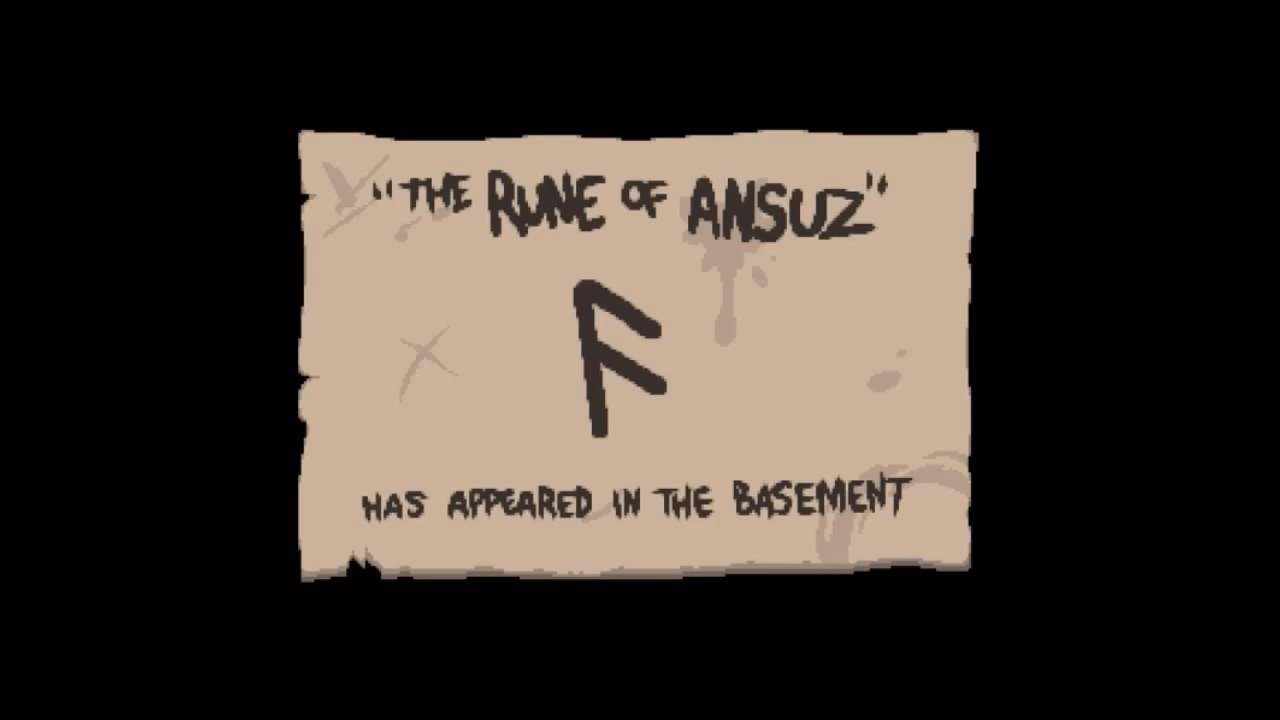 "THE RUNE OF ANSUZ"
ᚨ
HAS APPEARED IN THE BASEMENT